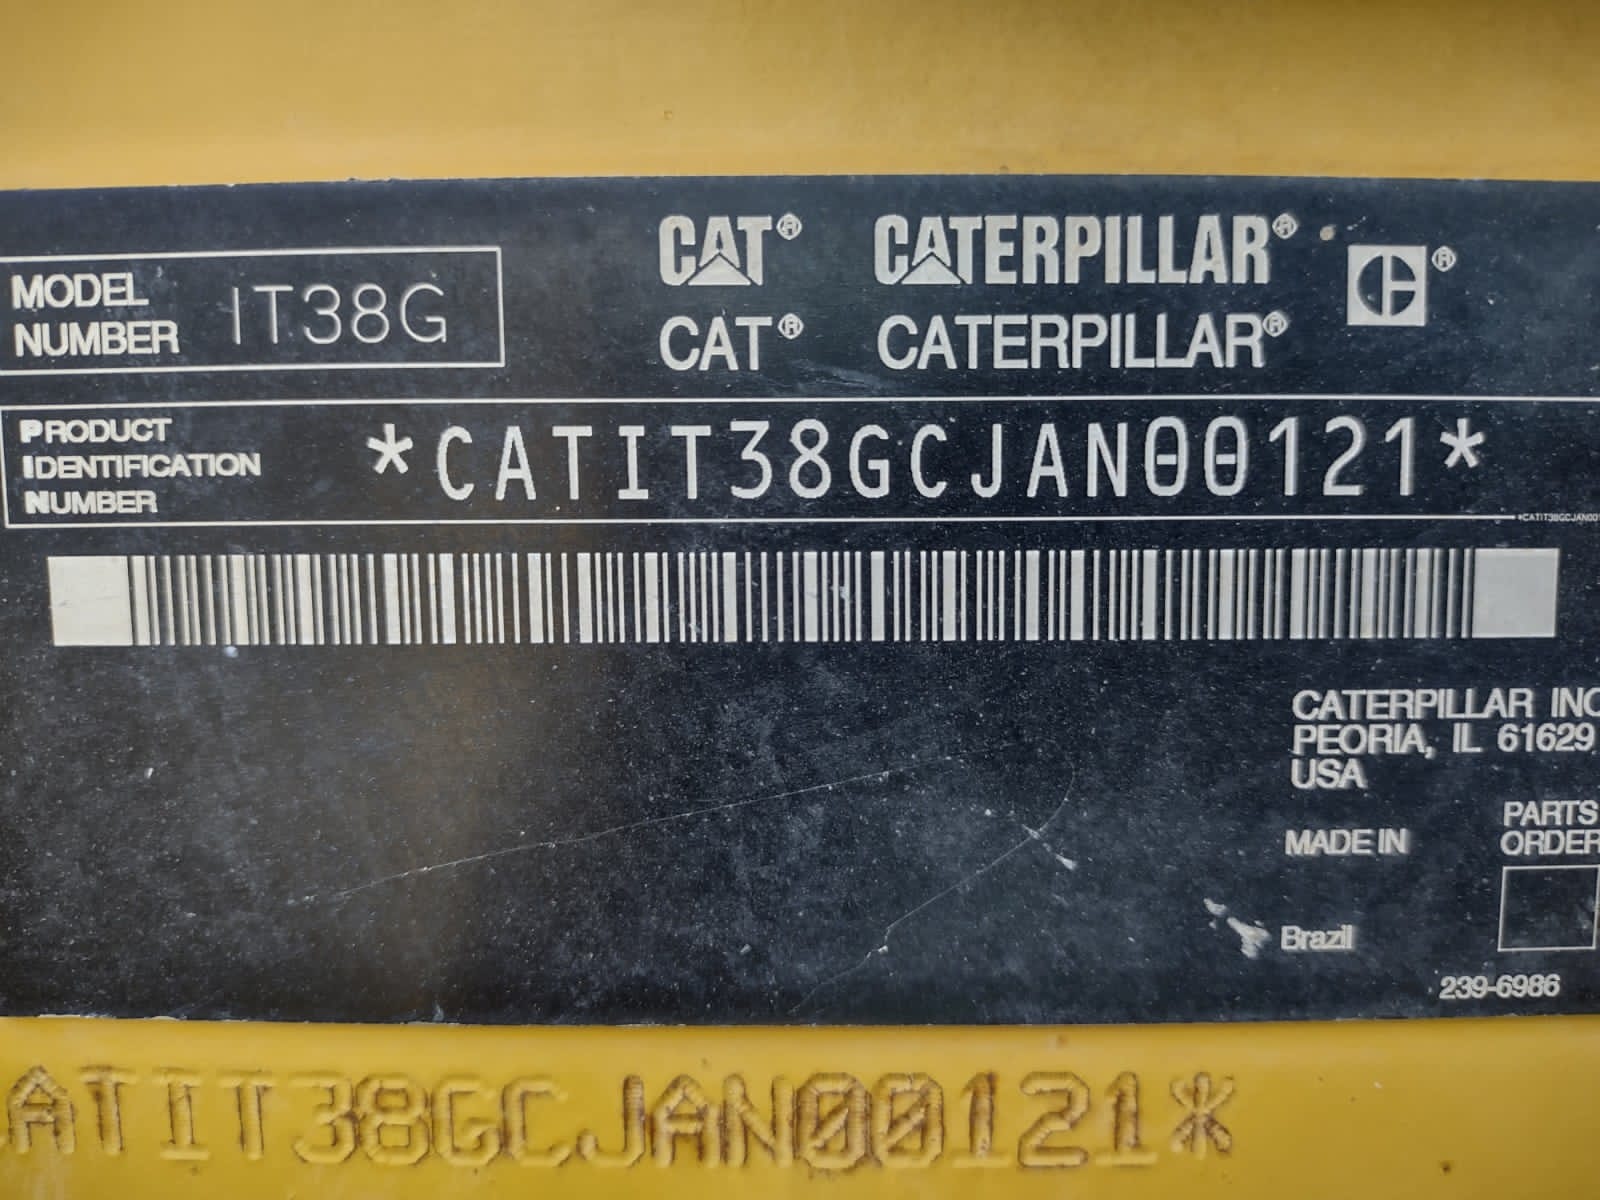 CAT® CATERPILLAR®
MODEL NUMBER IT38G
CAT® CATERPILLAR®
PRODUCT IDENTIFICATION NUMBER
*CATIT38GCJAN00121*
*CATIT38GCJAN00
CATERPILLAR INC
PEORIA, IL 61629
USA
MADE IN
PARTS
ORDER
Brazil
239-6986
ATIT38GCJAN00121*